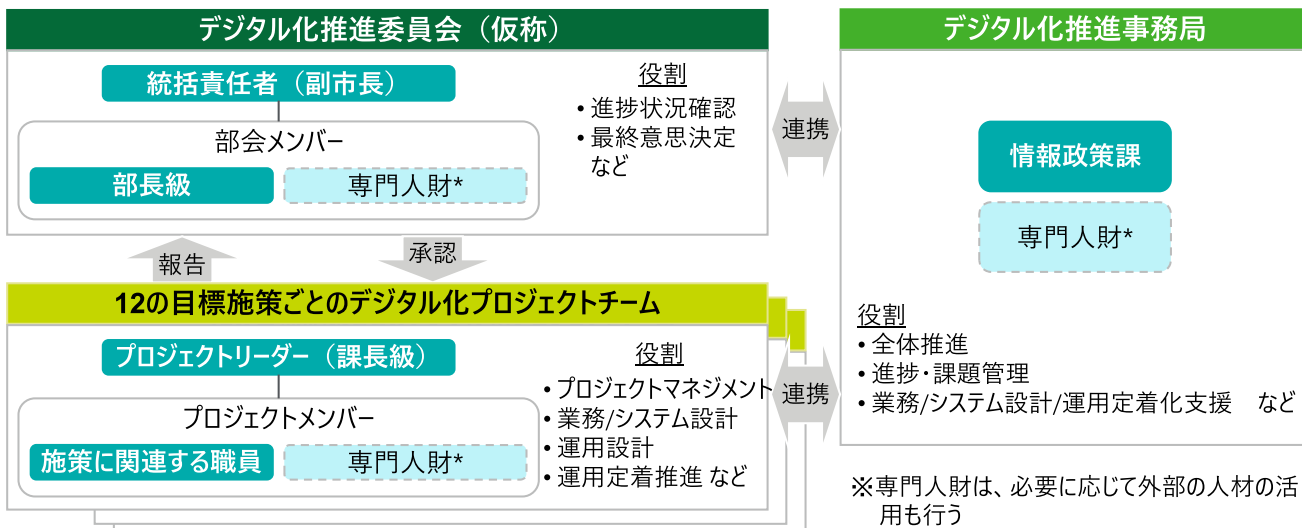 デジタル化推進委員会（仮称）
統括責任者（副市長）
部会メンバー
部長級
専門人財*
役割
• 進捗状況確認
• 最終意思決定
など
連携
デジタル化推進事務局
情報政策課
専門人財*
役割
• 全体推進
• 進捗・課題管理
• 業務/システム設計/運用定着化支援　など
報告
承認
12の目標施策ごとのデジタル化プロジェクトチーム
プロジェクトリーダー（課長級）
プロジェクトメンバー
施策に関連する職員
専門人財*
役割
• プロジェクトマネジメント
• 業務/システム設計
• 運用設計
• 運用定着推進 など
連携
※専門人財は、必要に応じて外部の人材の活
用も行う